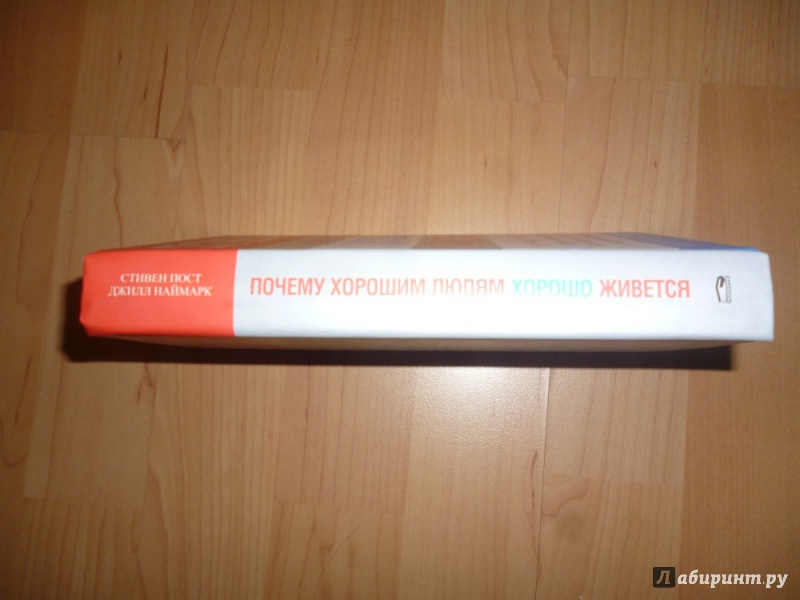 СТИВЕН ПОСТ
ДЖИЛЛ НАЙМАРК
ПОЧЕМУ ХОРОШИМ ЛЮДЯМ ХОРОШО ЖИВЕТСЯ
Лабиринт.ру